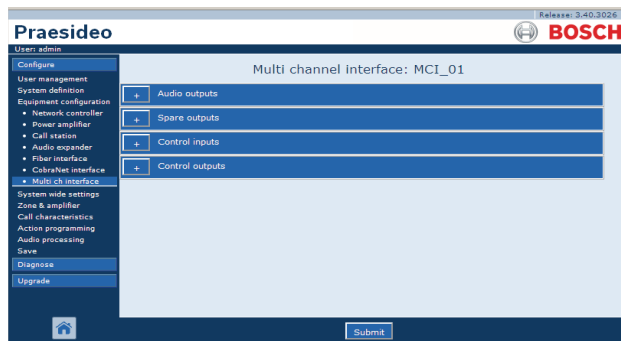 Release: 3.40.3026
Praesideo
BOSCH
User: admin
Configure
User management
System definition
Equipment configuration
• Network controller
• Power amplifier
• Call station
• Audio expander
• Fiber interface
• CobraNet interface
• Multi ch interface
System wide settings
Zone & amplifier
Call characteristics
Action programming
Audio processing
Save
Diagnose
Upgrade
Multi channel interface: MCI_01
+ Audio outputs
+ Spare outputs
+ Control inputs
+ Control outputs
Submit